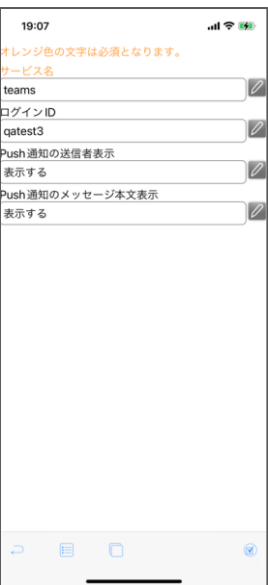 19:07
オレンジ色の文字は必須となります。
サービス名
teams
ログインID
qatest3
Push通知の送信者表示
表示する
Push通知のメッセージ本文表示
表示する